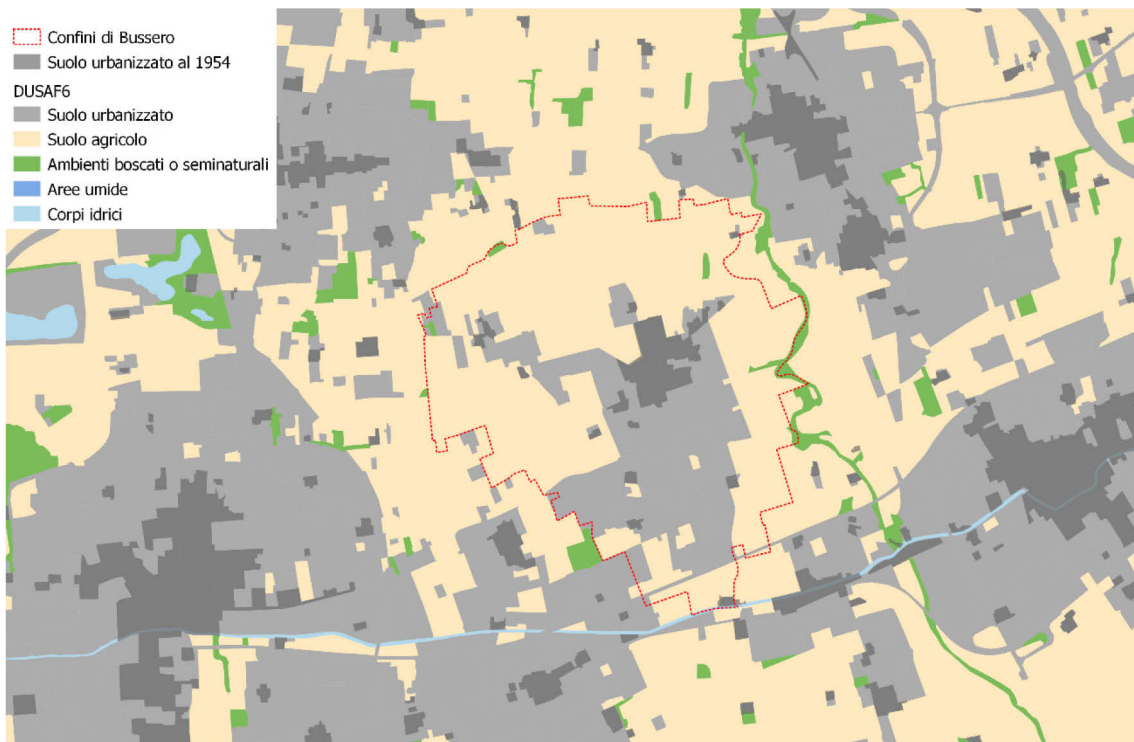 Confini di Bussero
Suolo urbanizzato al 1954
DUSAF6
Suolo urbanizzato
Suolo agricolo
Ambienti boscati o seminaturali
Aree umide
Corpi idrici